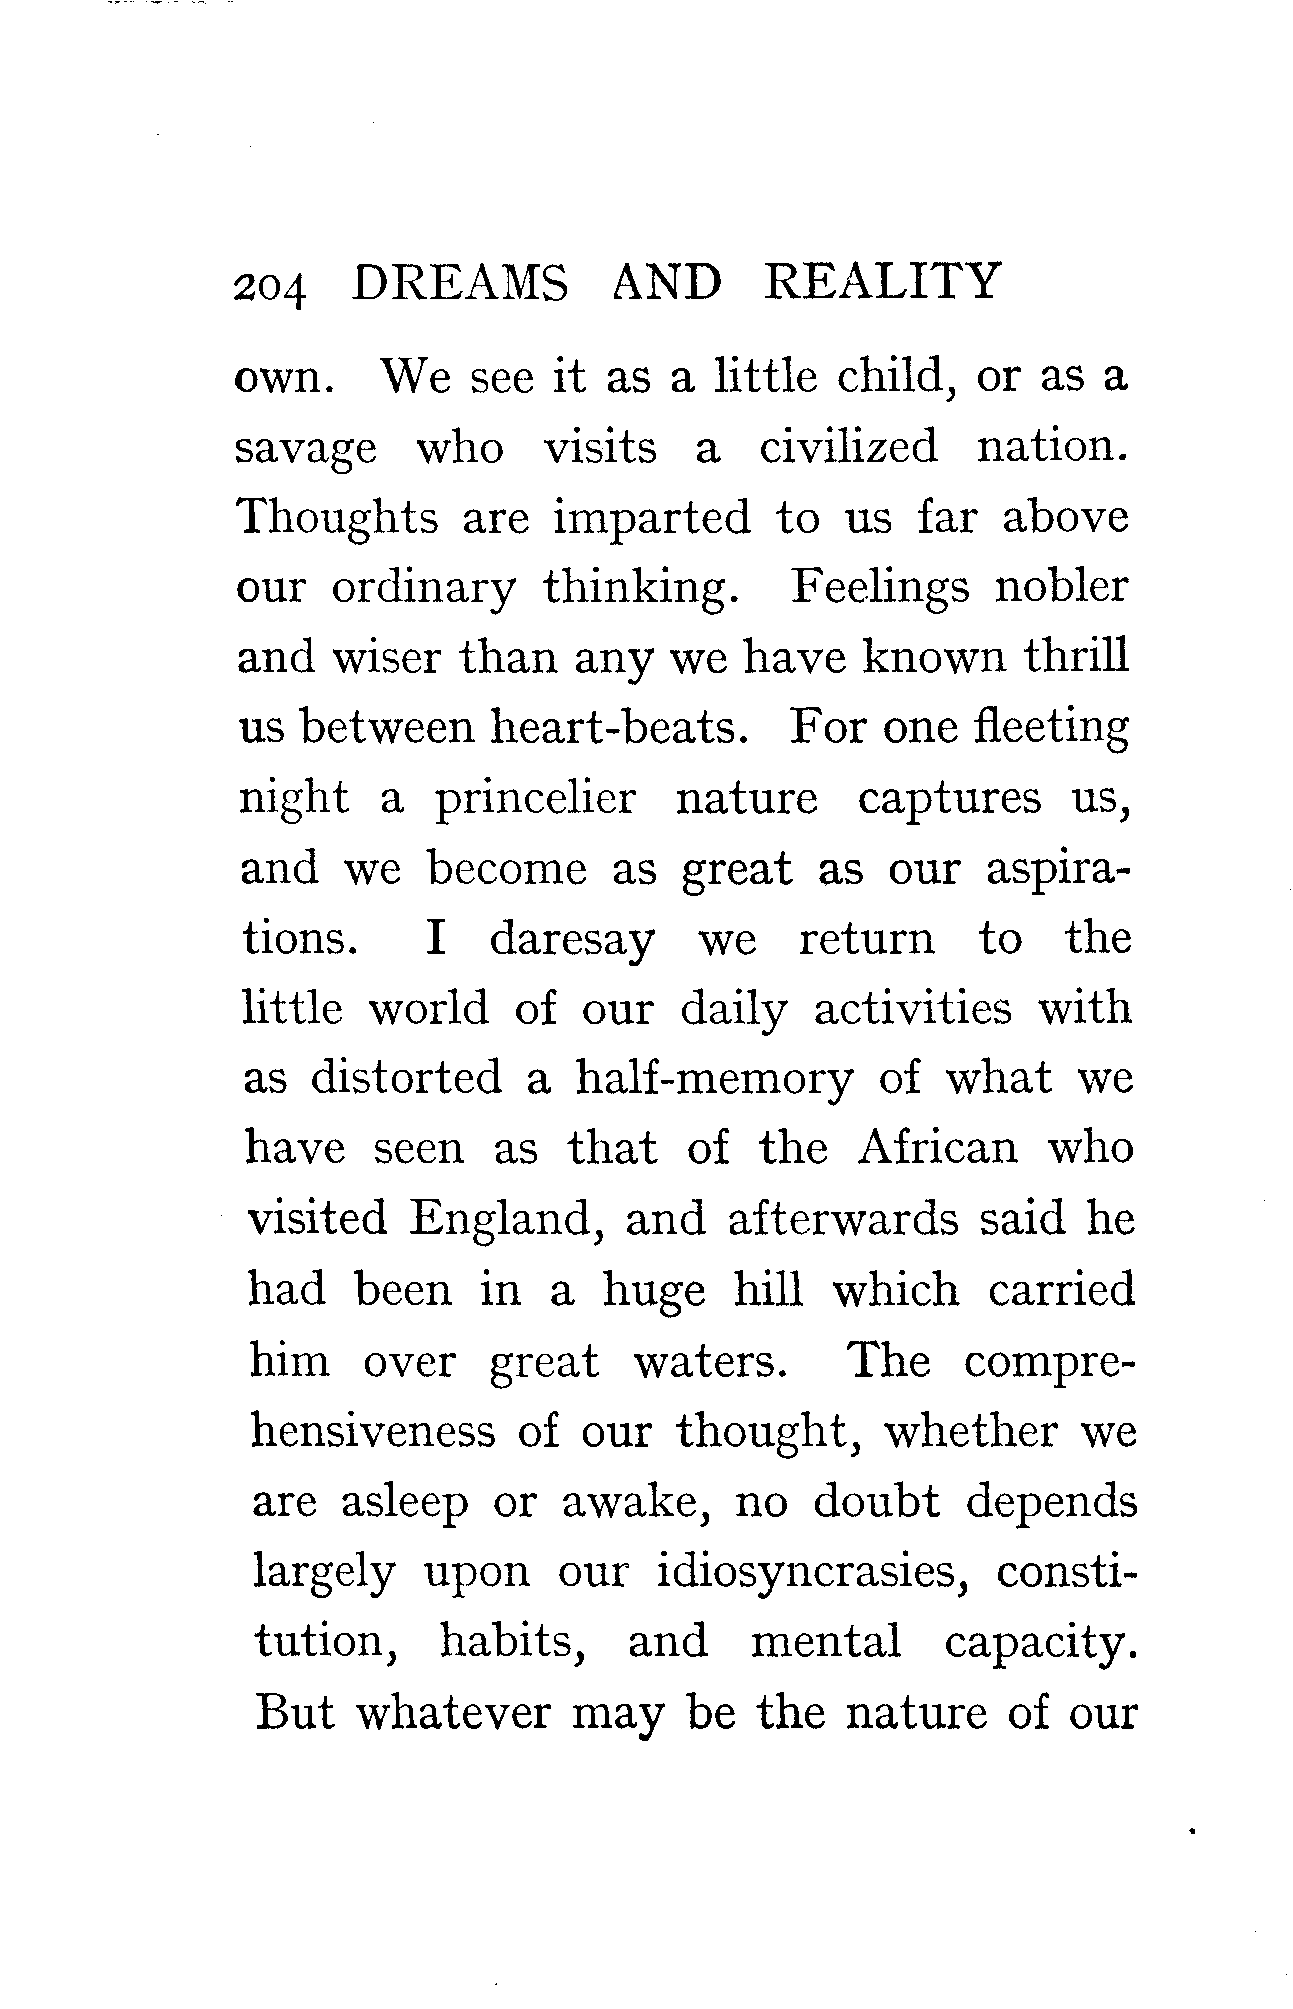 204 DREAMS AND REALITY
own. We see it as a little child, or as a
savage who visits a civilized nation.
Thoughts are imparted to us far above
our ordinary thinking. Feelings nobler
and wiser than any we have known thrill
us between heart-beats. For one fleeting
night a princelier nature captures us,
and we become as great as our aspira-
tions. I daresay we return to the
little world of our daily activities with
as distorted a half-memory of what we
have seen as that of the African who
visited England, and afterwards said he
had been in a huge hill which carried
him over great waters. The compre-
hensiveness of our thought, whether we
are asleep or awake, no doubt depends
largely upon our idiosyncrasies, consti-
tution, habits, and mental capacity.
But whatever may be the nature of our